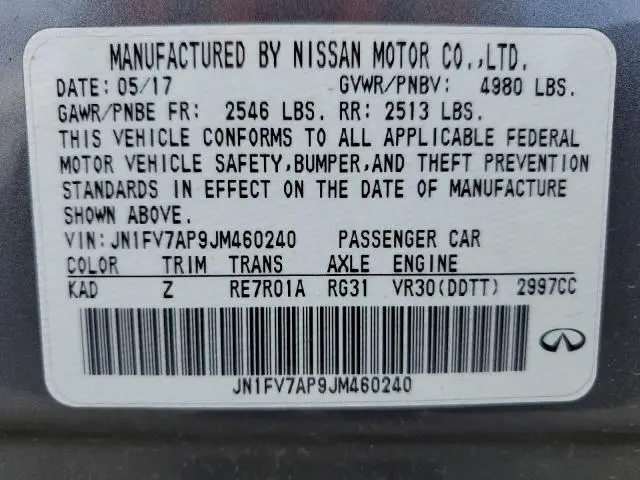 MANUFACTURED BY NISSAN MOTOR CO.,LTD.
DATE: 05/17 GVWR/PNBV: 4980 LBS.
GAWR/PNBE FR: 2546 LBS. RR: 2513 LBS.
THIS VEHICLE CONFORMS TO ALL APPLICABLE FEDERAL
MOTOR VEHICLE SAFETY,BUMPER,AND THEFT PREVENTION
STANDARDS IN EFFECT ON THE DATE OF MANUFACTURE
SHOWN ABOVE.
VIN:JN1FV7AP9JM460240 PASSENGER CAR
COLOR TRIM TRANS AXLE ENGINE
KAD Z RE7R01A RG31 VR30(DDTT) 2997CC
JN1FV7AP9JM460240